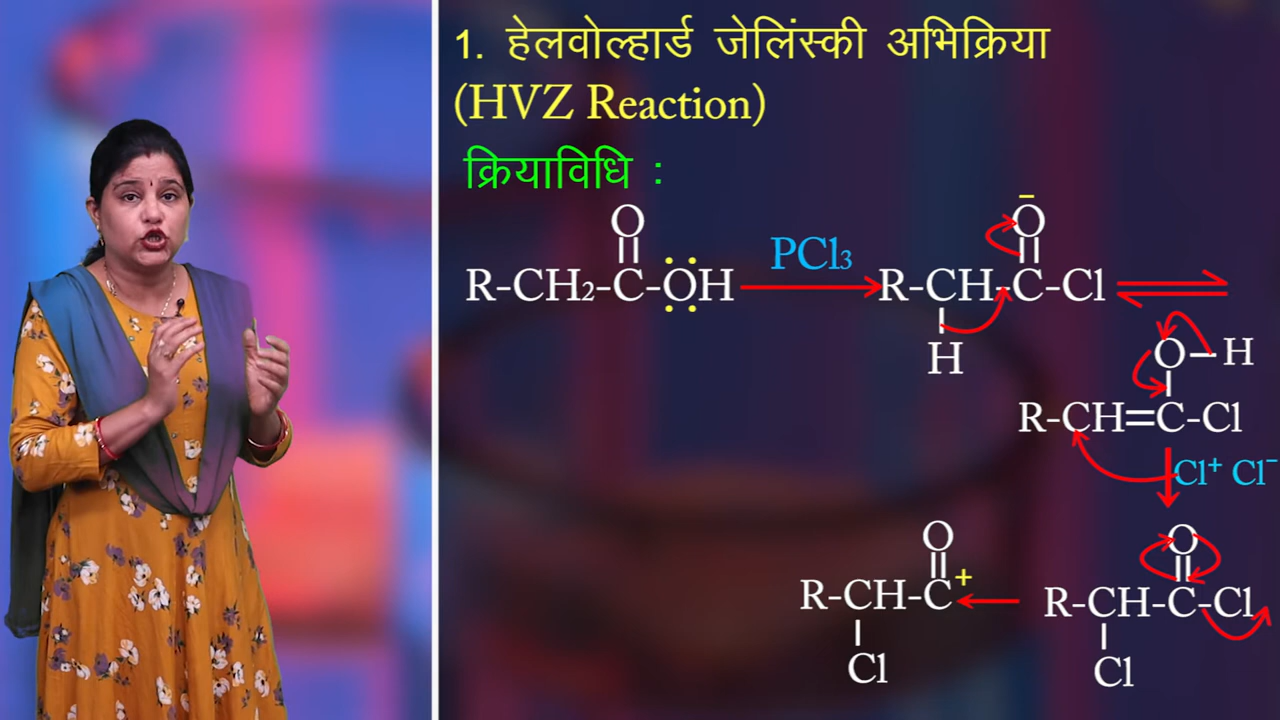 1. हेलवोल्हार्ड जेलिंस्की अभिक्रिया
(HVZ Reaction)
क्रियाविधि :
O
R-CH₂-C-OH
PCl₃
O⁻
R-CH-C-Cl
H
O-H
R-CH=C-Cl
Cl⁺ Cl⁻
O
R-CH-C⁺
Cl
O
R-CH-C-Cl
Cl